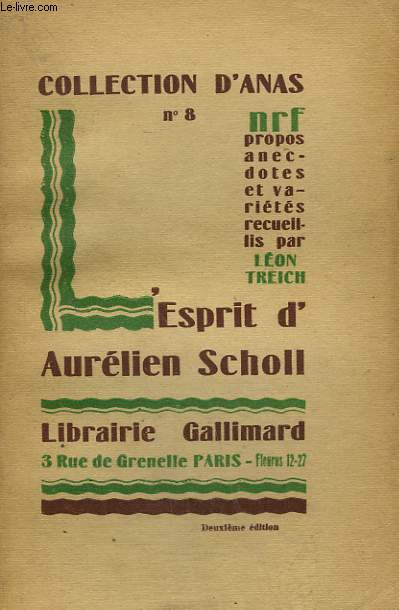 Le-livre.com
COLLECTION D'ANAS
nº 8
nrf
propos
anec-
dotes
et va-
riétés
recueil-
lis par
LÉON
TREICH
L'Esprit d'
Aurélien Scholl
Librairie Gallimard
3 Rue de Grenelle PARIS - Fleurus 12-27
Deuxième édition